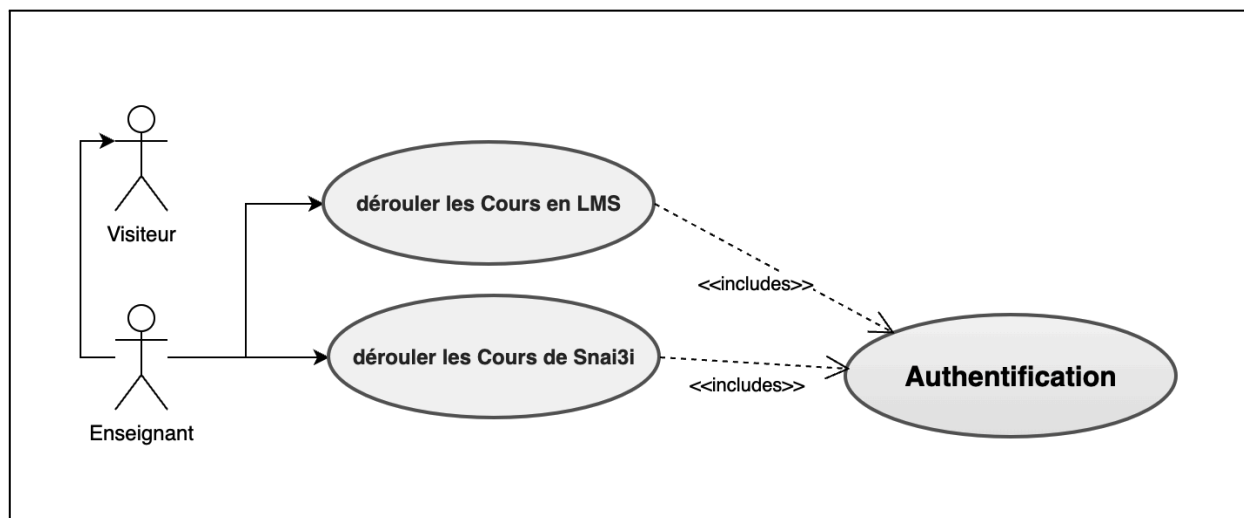 Visiteur
dérouler les Cours en LMS
<<includes>>
dérouler les Cours de Snai3i
<<includes>>
Authentification
Enseignant